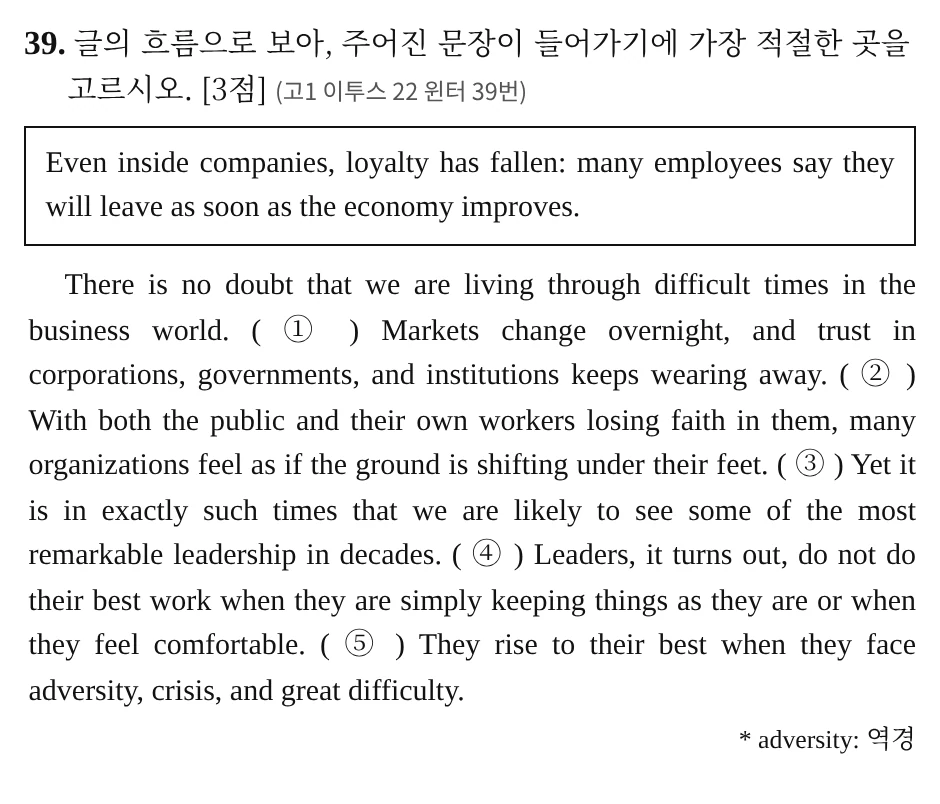 39. 글의 흐름으로 보아, 주어진 문장이 들어가기에 가장 적절한 곳을
고르시오. [3점] (고1 이투스 22 윈터 39번)
Even inside companies, loyalty has fallen: many employees say they
will leave as soon as the economy improves.
There is no doubt that we are living through difficult times in the
business world. ( ① ) Markets change overnight, and trust in
corporations, governments, and institutions keeps wearing away. ( ② )
With both the public and their own workers losing faith in them, many
organizations feel as if the ground is shifting under their feet. ( ③ ) Yet it
is in exactly such times that we are likely to see some of the most
remarkable leadership in decades. ( ④ ) Leaders, it turns out, do not do
their best work when they are simply keeping things as they are or when
they feel comfortable. ( ⑤ ) They rise to their best when they face
adversity, crisis, and great difficulty.
* adversity: 역경